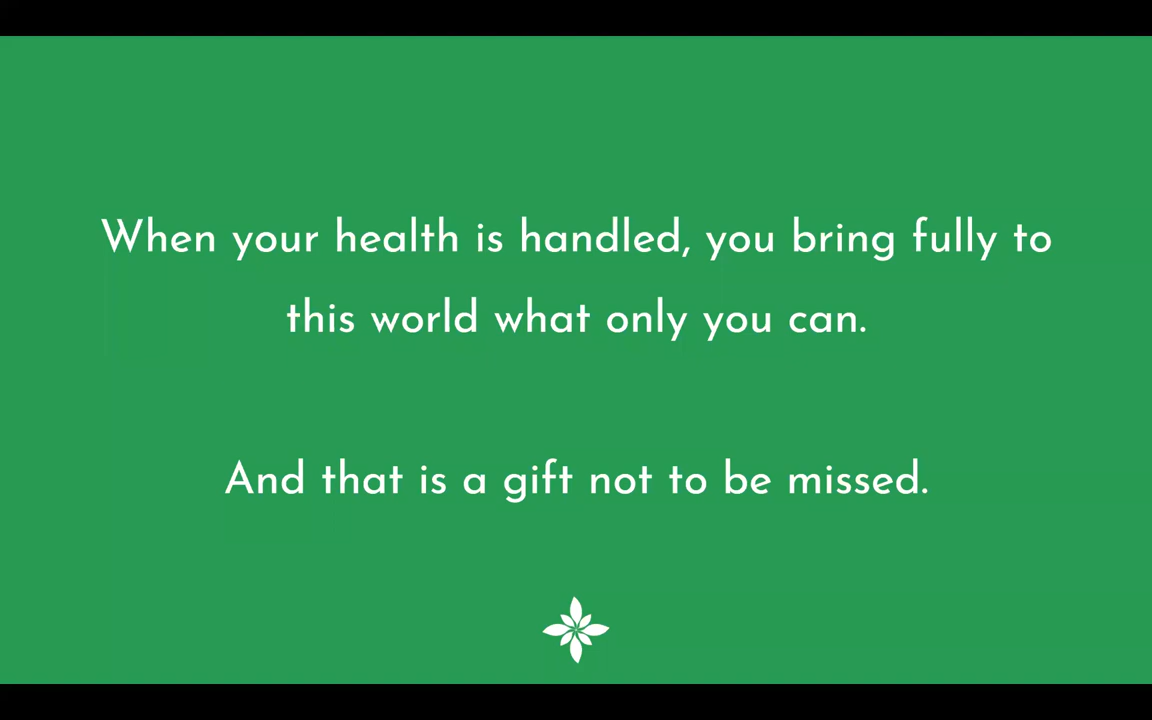 When your health is handled, you bring fully to
this world what only you can.
And that is a gift not to be missed.